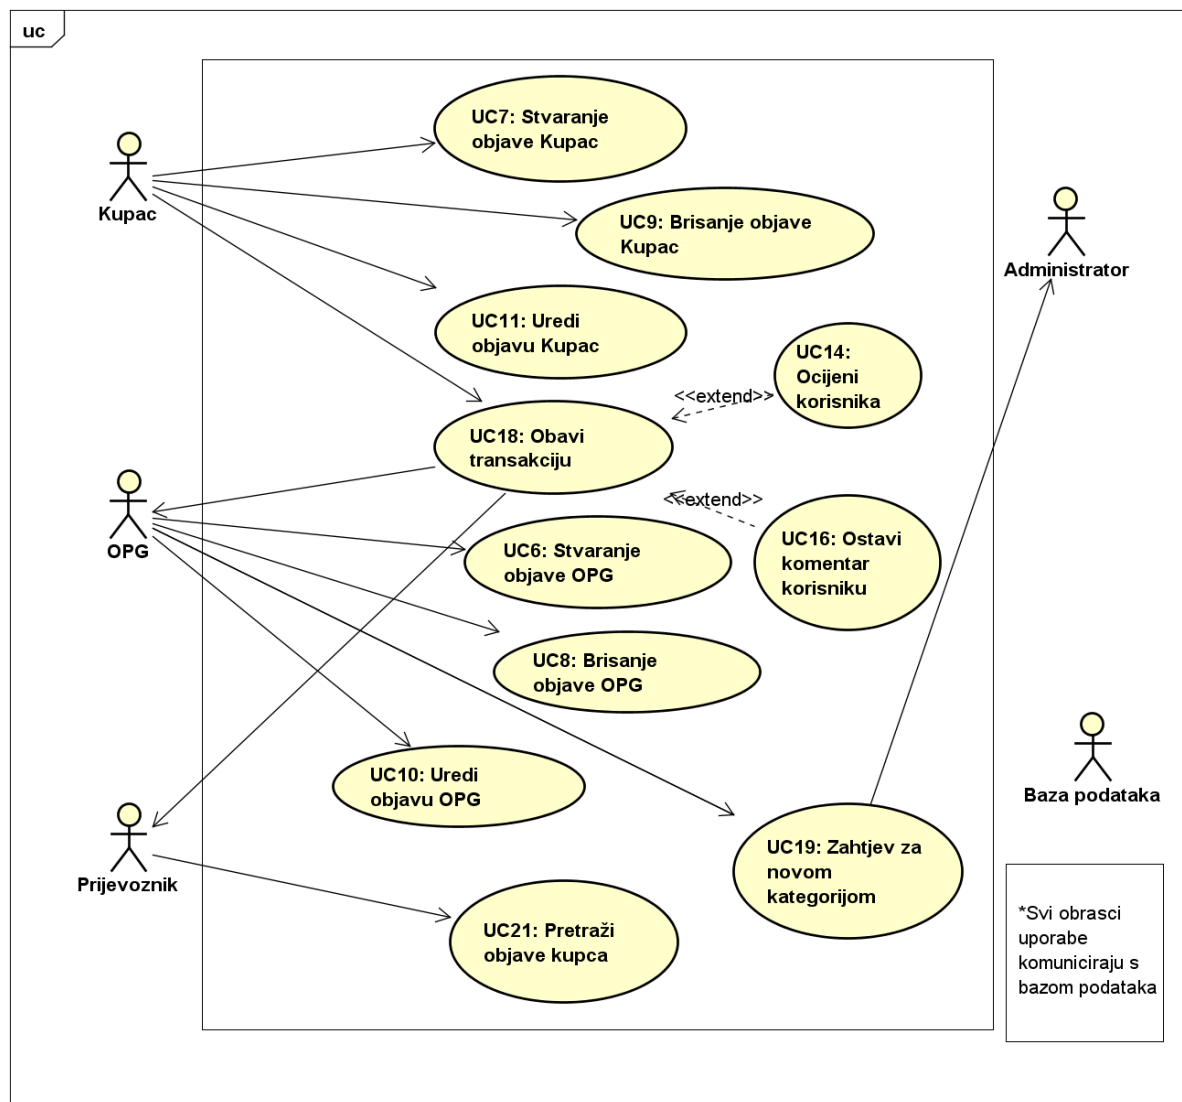 uc
UC7: Stvaranje
objave Kupac
Kupac
UC9: Brisanje objave
Kupac
Administrator
UC11: Uredi
objavu Kupac
UC14:
Ocijeni
korisnika
<<extend>>
UC18: Obavi
transakciju
<<extend>>
OPG
UC16: Ostavi
komentar
korisniku
UC6: Stvaranje
objave OPG
UC8: Brisanje
objave OPG
UC10: Uredi
objavu OPG
Baza podataka
Prijevoznik
UC19: Zahtjev za
novom
kategorijom
UC21: Pretraži
objave kupca
*Svi obrasci
uporabe
komuniciraju s
bazom podataka